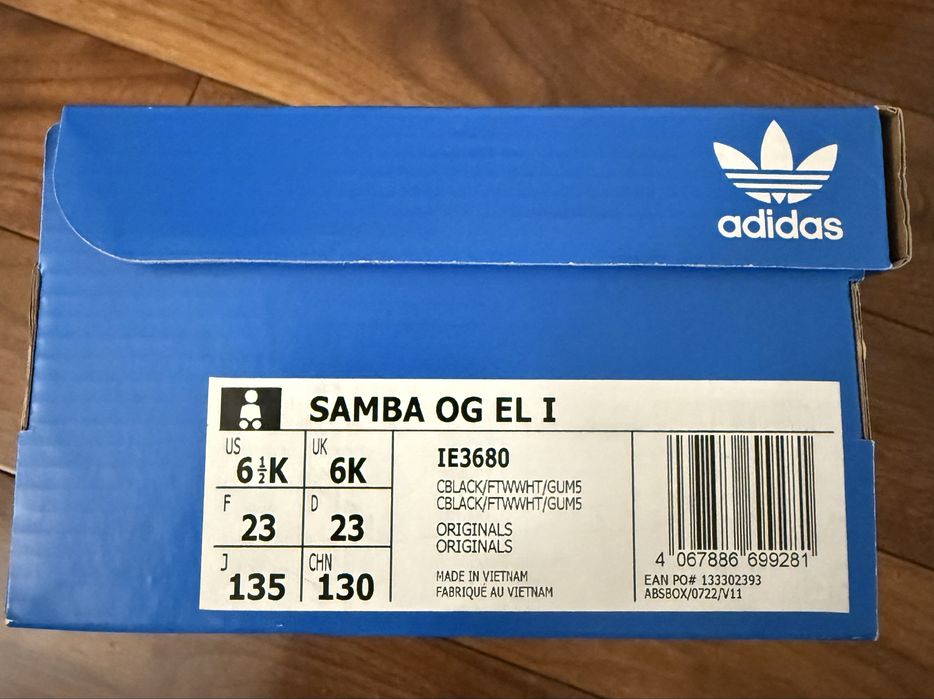 adidas
SAMBA OG EL I
US
6½K
UK
6K
F
23
D
23
J
135
CHN
130
IE3680
CBLACK/FTWWHT/GUM5
CBLACK/FTWWHT/GUM5
ORIGINALS
ORIGINALS
MADE IN VIETNAM
FABRIQUÉ AU VIETNAM
4 067886 699281
EAN PO# 133302393
ABSBOX/0722/V11